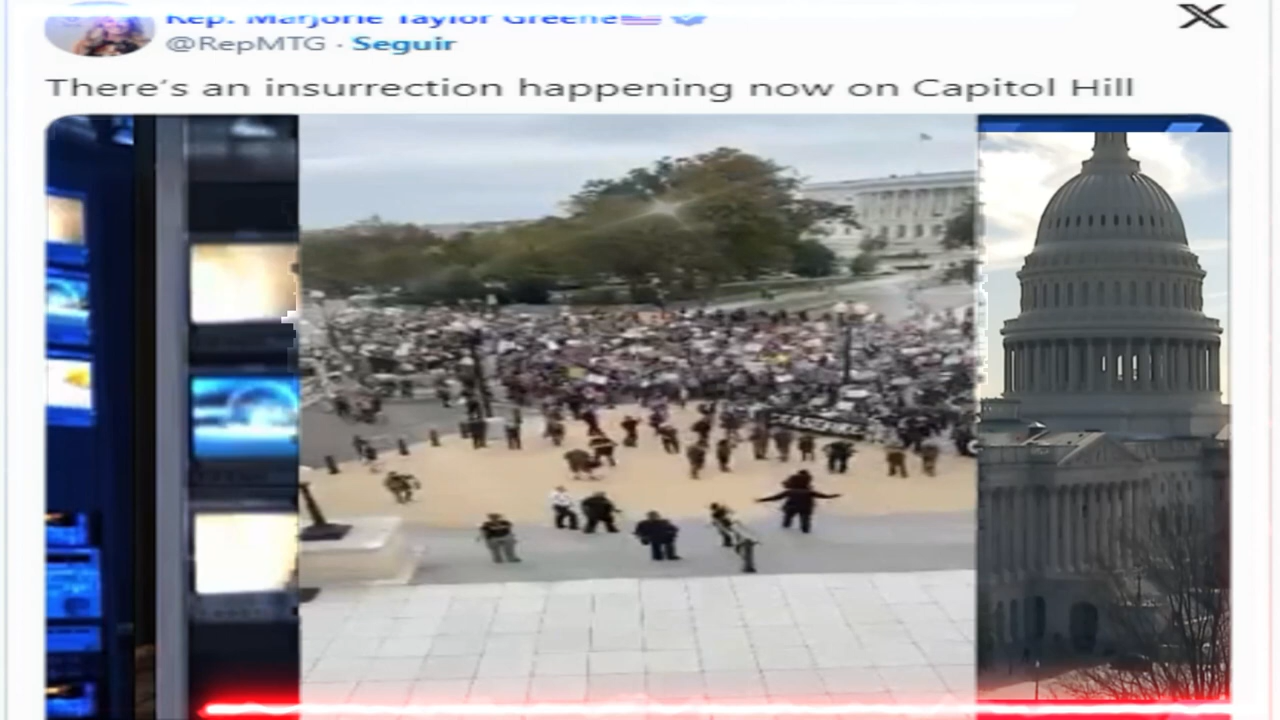 Rep. Marjorie Taylor Greene
@RepMTG · Seguir
There's an insurrection happening now on Capitol Hill